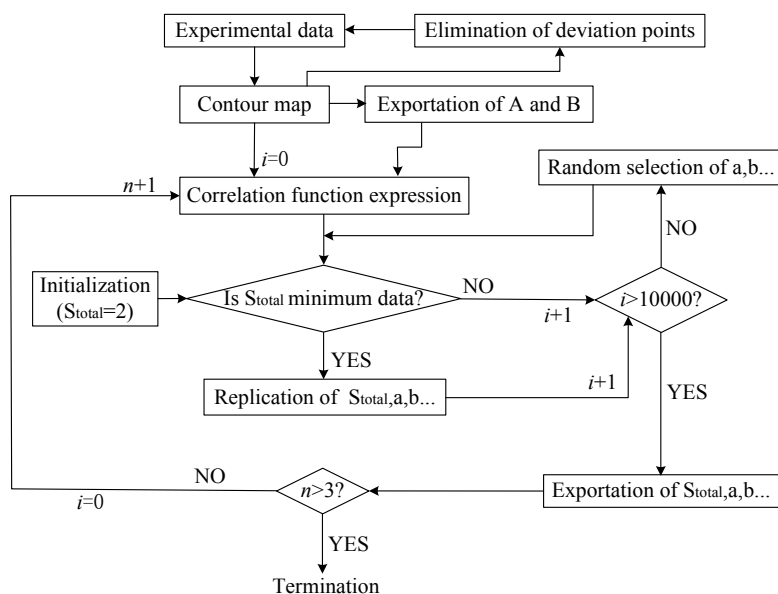 Experimental data
Elimination of deviation points
Contour map
Exportation of A and B
i=0
Random selection of a,b...
n+1
Correlation function expression
NO
Initialization
(Stotal=2)
Is Stotal minimum data?
NO
i>10000?
i+1
YES
i+1
YES
Replication of Stotal,a,b...
NO
n>3?
Exportation of Stotal,a,b...
i=0
YES
Termination